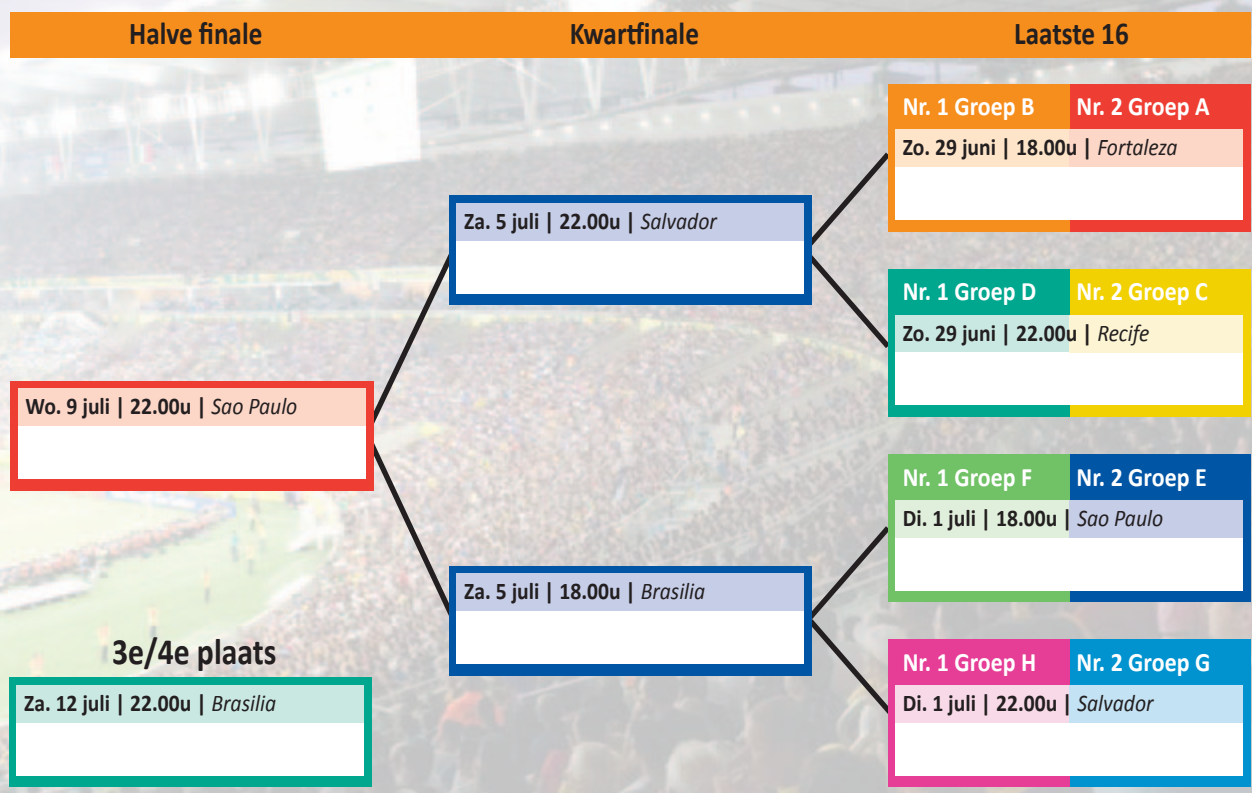 Halve finale
Kwartfinale
Laatste 16
Nr. 1 Groep B
Nr. 2 Groep A
Zo. 29 juni | 18.00u | Fortaleza
Za. 5 juli | 22.00u | Salvador
Nr. 1 Groep D
Nr. 2 Groep C
Zo. 29 juni | 22.00u | Recife
Wo. 9 juli | 22.00u | Sao Paulo
Nr. 1 Groep F
Nr. 2 Groep E
Di. 1 juli | 18.00u | Sao Paulo
Za. 5 juli | 18.00u | Brasilia
3e/4e plaats
Nr. 1 Groep H
Nr. 2 Groep G
Za. 12 juli | 22.00u | Brasilia
Di. 1 juli | 22.00u | Salvador